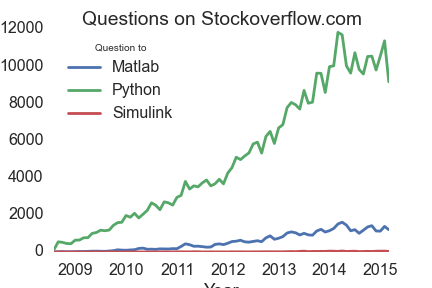 Questions on Stockoverflow.com
12000
10000
8000
6000
4000
2000
0
Question to
Matlab
Python
Simulink
2009 2010 2011 2012 2013 2014 2015
Year